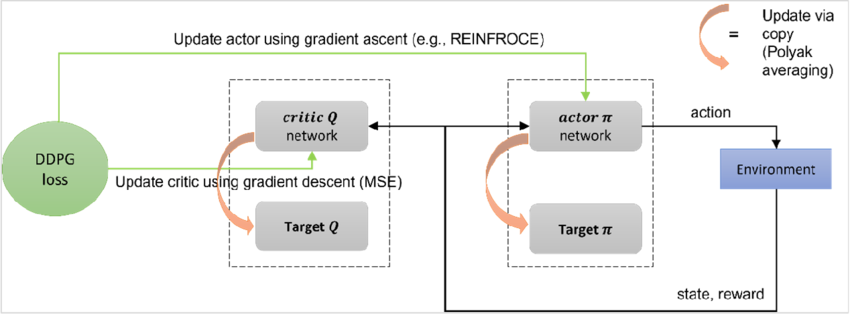 Update actor using gradient ascent (e.g., REINFROCE)
=
Update via
copy
(Polyak
averaging)
critic Q
network
actor π
network
action
DDPG
loss
Update critic using gradient descent (MSE)
Environment
Target Q
Target π
state, reward